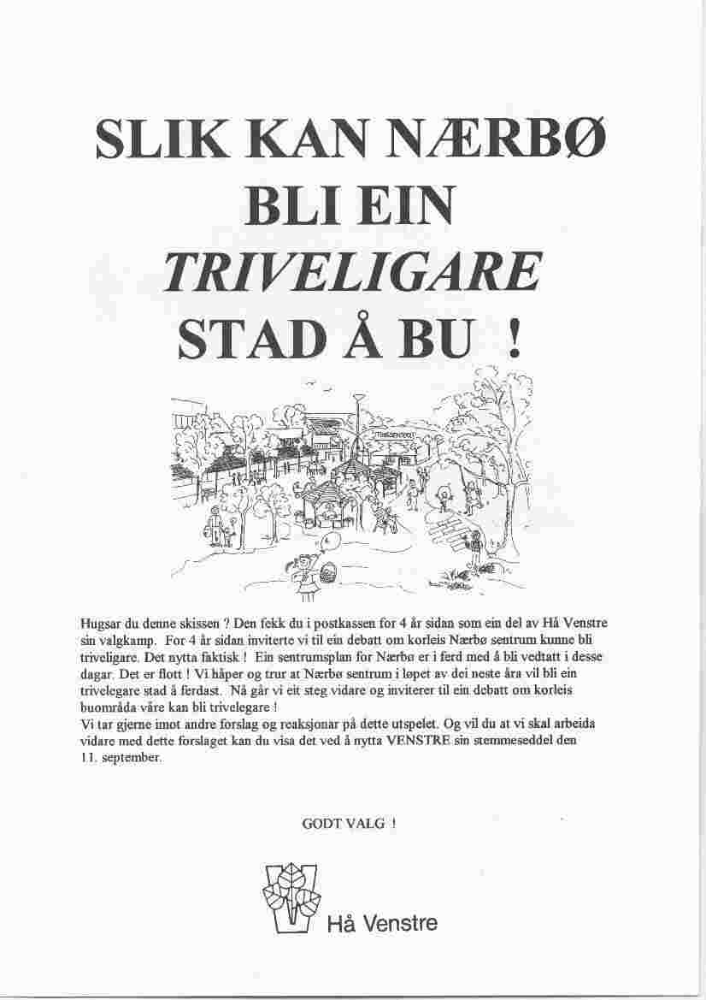 SLIK KAN NÆRBØ
BLI EIN
TRIVELIGARE
STAD Å BU !
Hugsar du denne skissen ? Den fekk du i postkassen for 4 år sidan som ein del av Hå Venstre
sin valgkamp. For 4 år sidan inviterte vi til ein debatt om korleis Nærbø sentrum kunne bli
triveligare. Det nytta faktisk ! Ein sentrumsplan for Nærbø er i ferd med å bli vedtatt i desse
dagar. Det er flott ! Vi håper og trur at Nærbø sentrum i løpet av dei neste åra vil bli ein
trivelegare stad å ferdast. Nå går vi eit steg vidare og inviterer til ein debatt om korleis
buområda våre kan bli trivelegare !
Vi tar gjerne imot andre forslag og reaksjonar på dette utspelet. Og vil du at vi skal arbeida
vidare med dette forslaget kan du visa det ved å nytta VENSTRE sin stemmeseddel den
11. september.
GODT VALG !
Hå Venstre